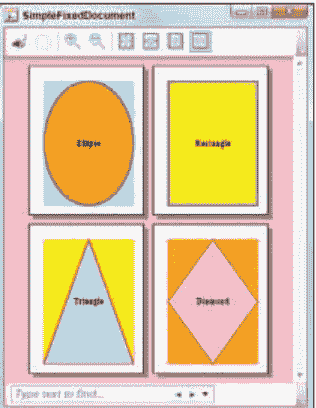 SimpleFixedDocument
Ellipse
Rectangle
Triangle
Diamond
Type text to find...